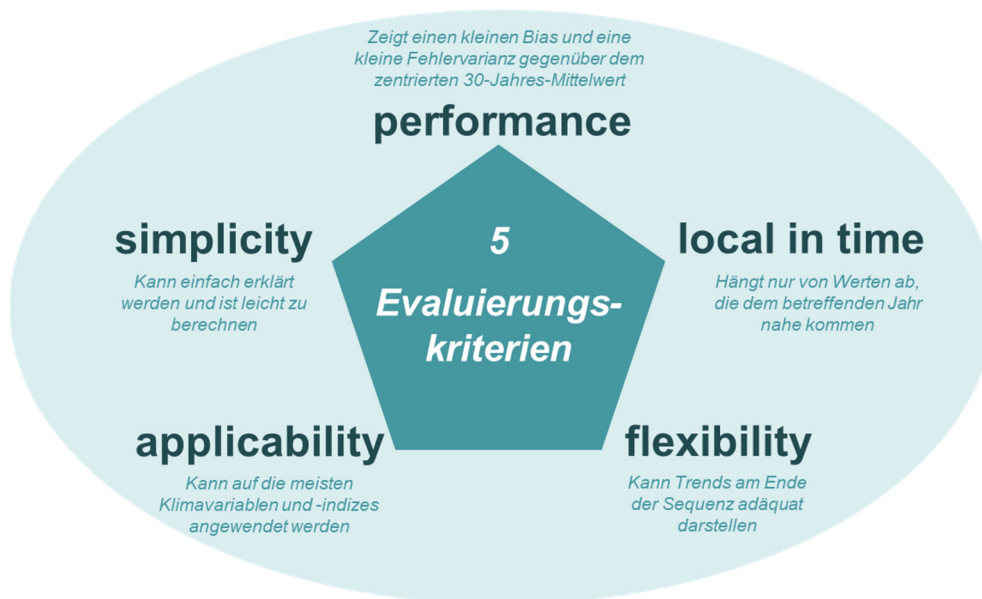 Zeigt einen kleinen Bias und eine
kleine Fehlervarianz gegenüber dem
zentrierten 30-Jahres-Mittelwert
performance
simplicity
Kann einfach erklärt
werden und ist leicht zu
berechnen
5
Evaluierungs-
kriterien
local in time
Hängt nur von Werten ab,
die dem betreffenden Jahr
nahe kommen
applicability
Kann auf die meisten
Klimavariablen und -indizes
angewendet werden
flexibility
Kann Trends am Ende
der Sequenz adäquat
darstellen